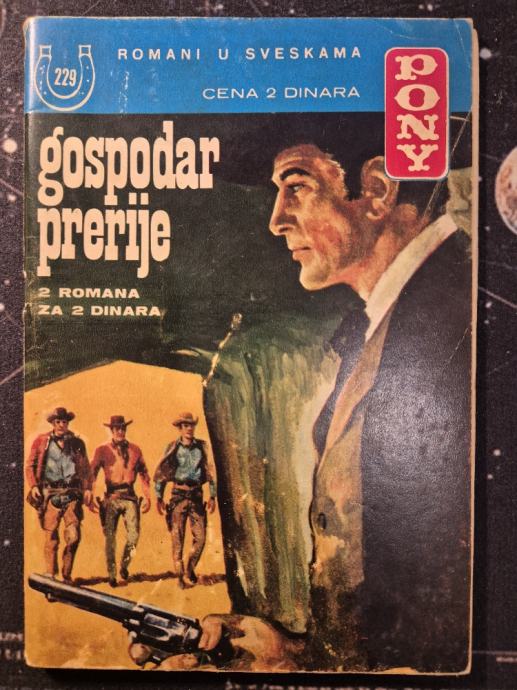 229
ROMANI U SVESKAMA
CENA 2 DINARA
PONY
gospodar
prerije
2 ROMANA
ZA 2 DINARA